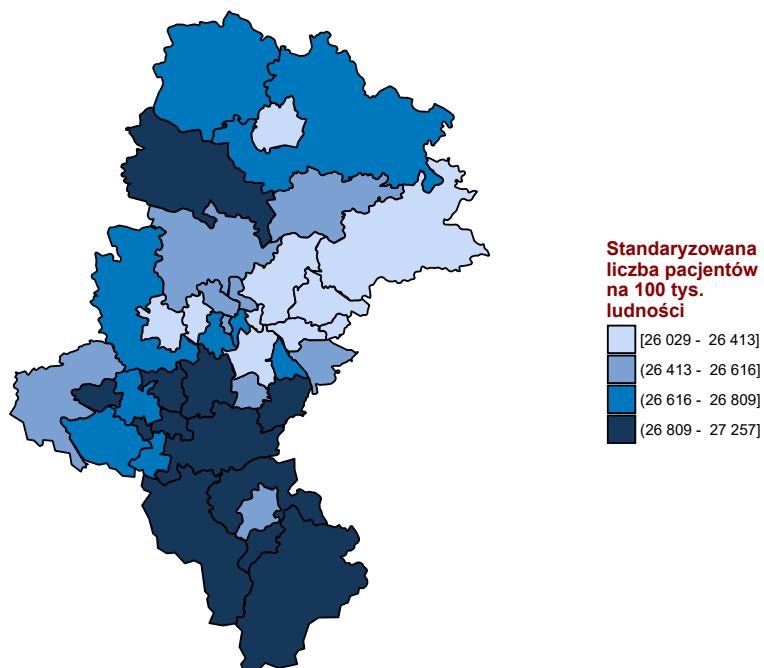 Standaryzowana
liczba pacjentów
na 100 tys.
ludności
[26 029 - 26 413]
(26 413 - 26 616]
(26 616 - 26 809]
(26 809 - 27 257]